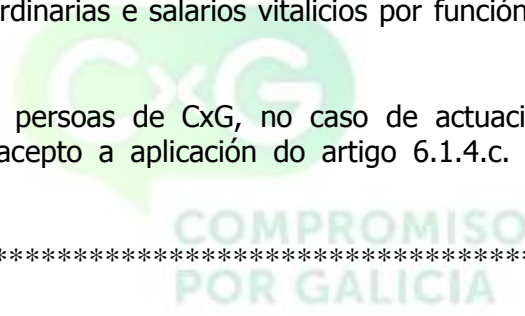 rdinarias e salarios vitalicios por función
CxG
persoas de CxG, no caso de actuaci
acepto a aplicación do artigo 6.1.4.c.
COMPROMISO
************************************
POR GALICIA